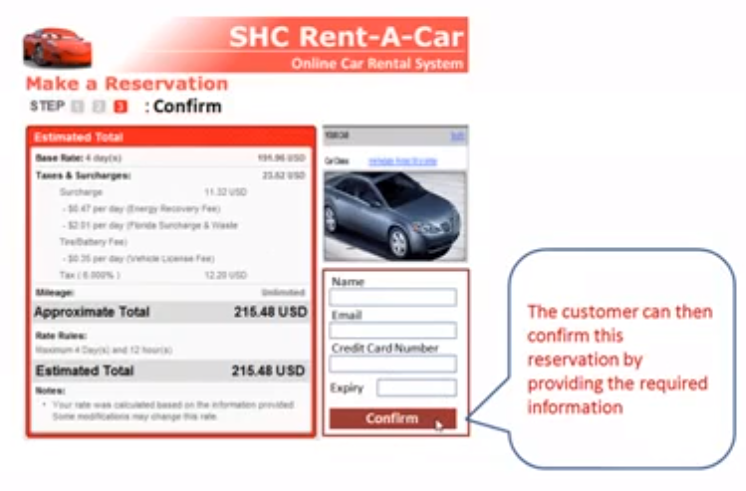 SHC Rent-A-Car
Online Car Rental System
Make a Reservation
STEP 1 2 3 : Confirm
Estimated Total
Base Rate: 4 day(s) 191.96 USD
Taxes & Surcharges: 23.52 USD
Surcharge 11.32 USD
- $0.47 per day (Energy Recovery Fee)
- $2.01 per day (Florida Surcharge & Waste
Tire/Battery Fee)
- $0.35 per day (Vehicle License Fee)
Tax ( 6.000% ) 12.20 USD
Mileage: Unlimited
Approximate Total 215.48 USD
Rate Rules:
Maximum 4 Day(s) and 12 hour(s)
Estimated Total 215.48 USD
Notes:
• Your rate was calculated based on the information provided.
Some modifications may change this rate.
YOUR CAR
Car Class:
Name
Email
Credit Card Number
Expiry
Confirm
The customer can then
confirm this
reservation by
providing the required
information